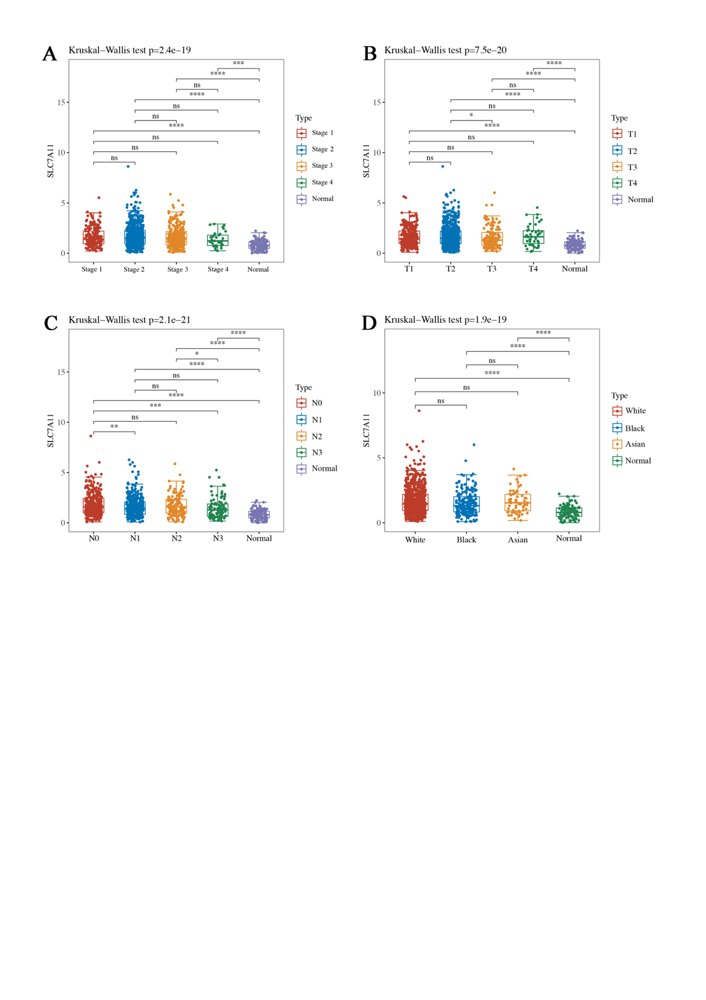 A
Kruskal–Wallis test p=2.4e–19
***
****
ns
****
ns
ns
****
ns
ns
ns
15
10
5
0
SLC7A11
Stage 1
Stage 2
Stage 3
Stage 4
Normal
Type
Stage 1
Stage 2
Stage 3
Stage 4
Normal
B
Kruskal–Wallis test p=7.5e–20
****
****
ns
****
ns
*
****
ns
ns
ns
15
10
5
0
SLC7A11
T1
T2
T3
T4
Normal
Type
T1
T2
T3
T4
Normal
C
Kruskal–Wallis test p=2.1e–21
****
****
*
****
ns
ns
****
***
ns
**
15
10
5
0
SLC7A11
N0
N1
N2
N3
Normal
Type
N0
N1
N2
N3
Normal
D
Kruskal–Wallis test p=1.9e–19
****
****
ns
****
ns
ns
10
5
0
SLC7A11
White
Black
Asian
Normal
Type
White
Black
Asian
Normal